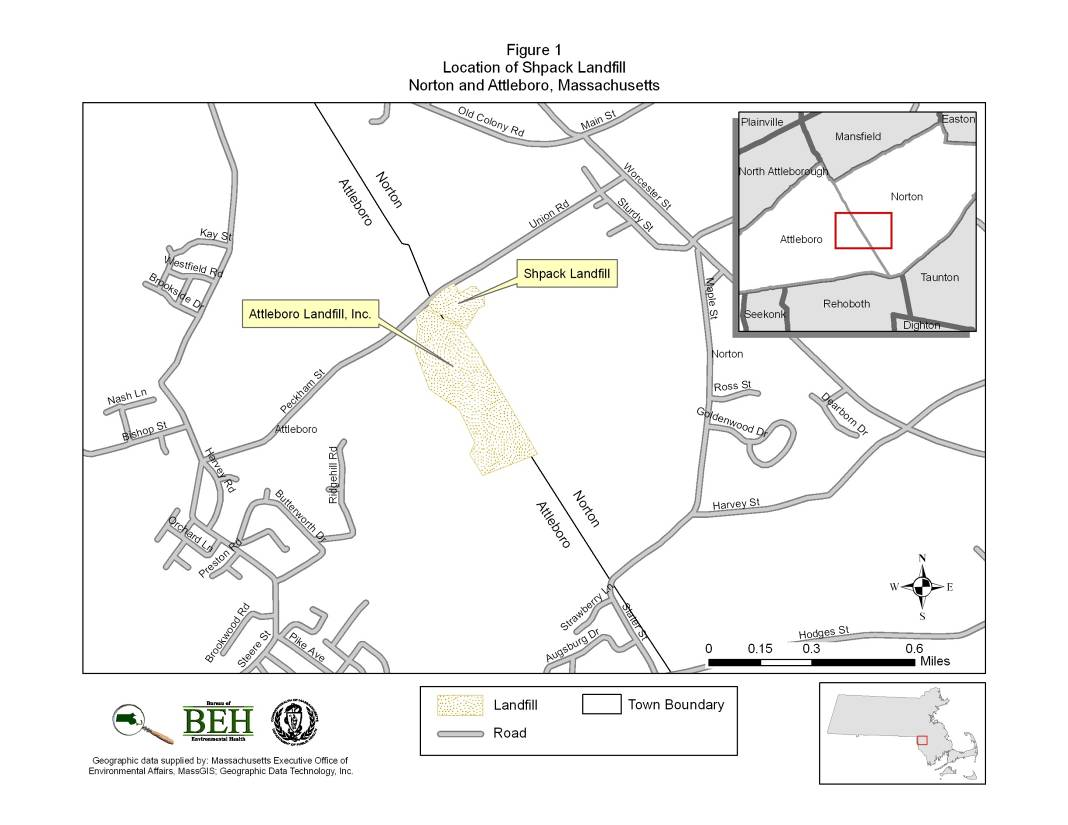 Figure 1
Location of Shpack Landfill
Norton and Attleboro, Massachusetts
Old Colony Rd
Main St
Worcester St
Norton
Attleboro
Union Rd
Sturdy St
Kay St
Westfield Rd
Brookside Dr
Shpack Landfill
Attleboro Landfill, Inc.
Maple St
Norton
Ross St
Goldenwood Dr
Dearborn Dr
Nash Ln
Bishop St
Peckham St
Attleboro
Harvey Rd
Ridgehill Rd
Butterworth Dr
Orchard Ln
Preston Rd
Norton
Attleboro
Harvey St
Strawberry Ln
Slater St
Augsburg Dr
Brookwood Rd
Steere St
Pike Ave
Hodges St
Plainville
Easton
Mansfield
North Attleborough
Norton
Attleboro
Taunton
Rehoboth
Seekonk
Dighton
N
W E
S
0 0.15 0.3 0.6
Miles
Bureau of
BEH
Environmental Health
Geographic data supplied by: Massachusetts Executive Office of
Environmental Affairs, MassGIS; Geographic Data Technology, Inc.
Landfill
Town Boundary
Road